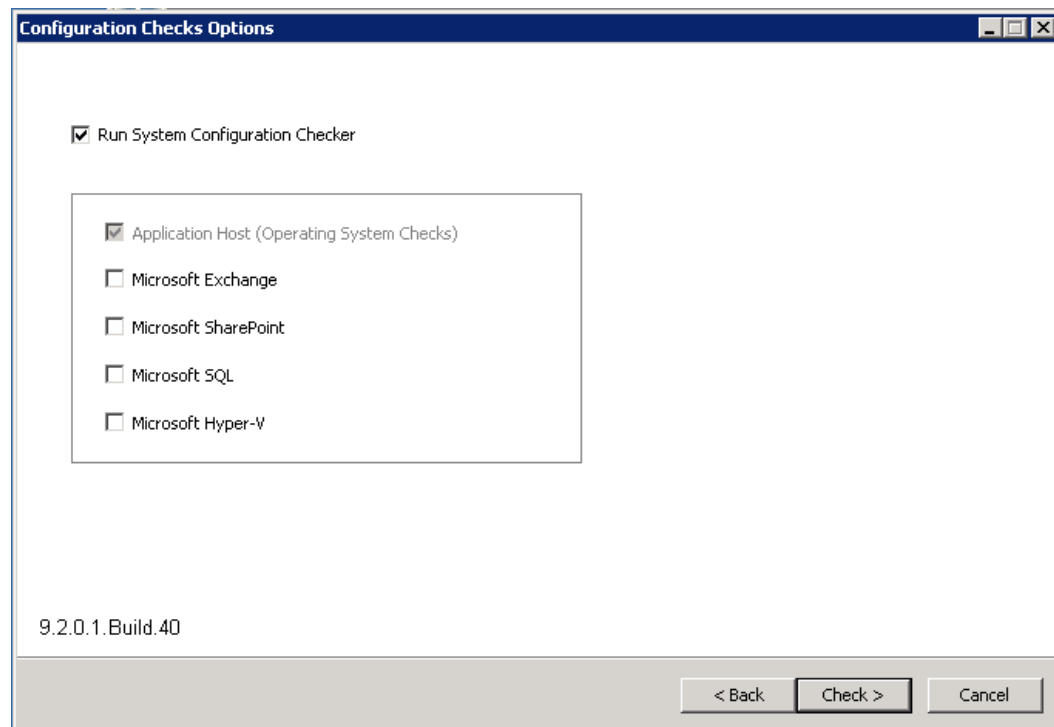 Configuration Checks Options
Run System Configuration Checker
Application Host (Operating System Checks)
Microsoft Exchange
Microsoft SharePoint
Microsoft SQL
Microsoft Hyper-V
9.2.0.1.Build.40
< Back Check > Cancel